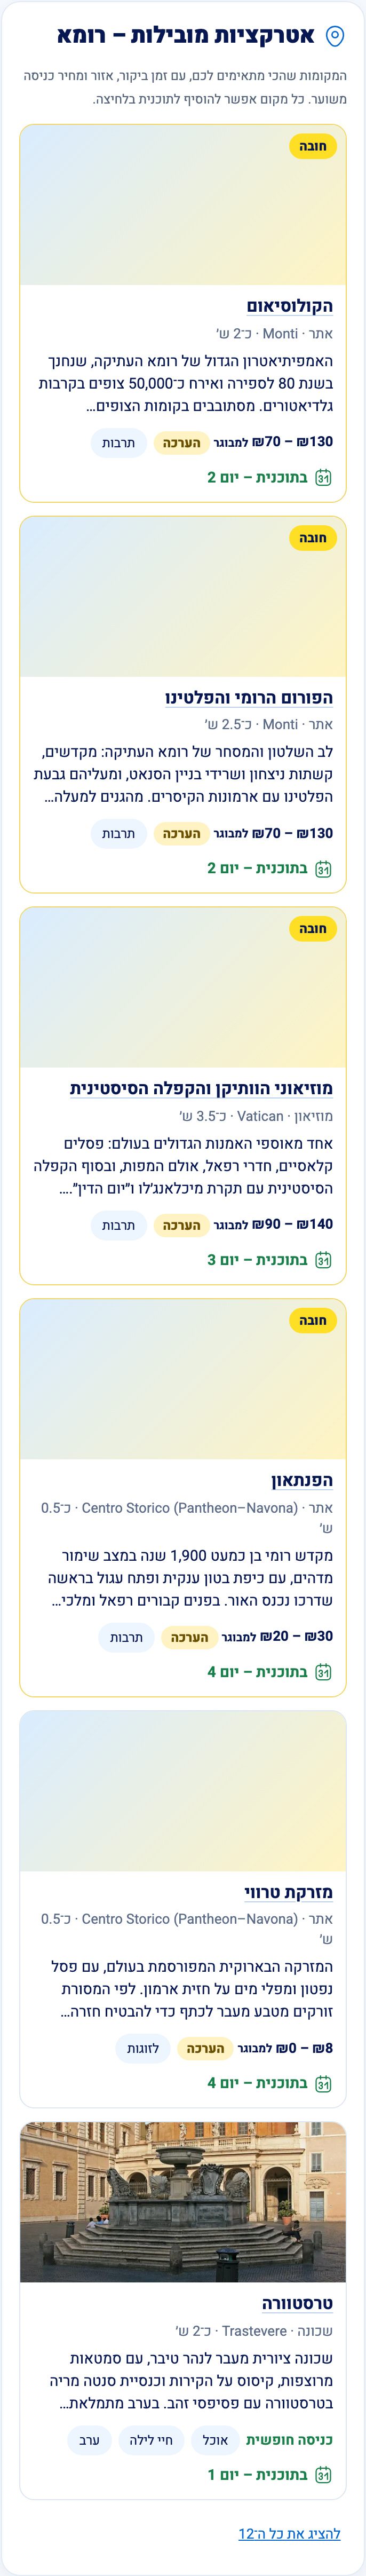 אטרקציות מובילות – רומא
המקומות שהכי מתאימים לכם, עם זמן ביקור, אזור ומחיר כניסה
משוער. כל מקום אפשר להוסיף לתוכנית בלחיצה.
חובה
הקולוסיאום
אתר · Monti · כ־2 ש׳
האמפיתיאטרון הגדול של רומא העתיקה, שנחנך
בשנת 80 לספירה ואירח כ־50,000 צופים בקרבות
גלדיאטורים. מסתובבים בקומות הצופים...
₪70 – ₪130 למבוגר הערכה תרבות
בתוכנית – יום 2
חובה
הפורום הרומי והפלטינו
אתר · Monti · כ־2.5 ש׳
לב השלטון והמסחר של רומא העתיקה: מקדשים,
קשתות ניצחון ושרידי בניין הסנאט, ומעליהם גבעת
הפלטינו עם ארמונות הקיסרים. מהגנים למעלה...
₪70 – ₪130 למבוגר הערכה תרבות
בתוכנית – יום 2
חובה
מוזיאוני הוותיקן והקפלה הסיסטינית
מוזיאון · Vatican · כ־3.5 ש׳
אחד מאוספי האמנות הגדולים בעולם: פסלים
קלאסיים, חדרי רפאל, אולם המפות, ובסוף הקפלה
הסיסטינית עם תקרת מיכלאנג׳לו ו״יום הדין״....
₪90 – ₪140 למבוגר הערכה תרבות
בתוכנית – יום 3
חובה
הפנתאון
אתר · Centro Storico (Pantheon–Navona) · כ־0.5
ש׳
מקדש רומי בן כמעט 1,900 שנה במצב שימור
מדהים, עם כיפת בטון ענקית ופתח עגול בראשה
שדרכו נכנס האור. בפנים קבורים רפאל ומלכי...
₪20 – ₪30 למבוגר הערכה תרבות
בתוכנית – יום 4
מזרקת טרווי
אתר · Centro Storico (Pantheon–Navona) · כ־0.5
ש׳
המזרקה הבארוקית המפורסמת בעולם, עם פסל
נפטון ומפלי מים על חזית ארמון. לפי המסורת
זורקים מטבע מעבר לכתף כדי להבטיח חזרה...
₪0 – ₪8 למבוגר הערכה לזוגות
בתוכנית – יום 4
טרסטוורה
שכונה · Trastevere · כ־2 ש׳
שכונה ציורית מעבר לנהר טיבר, עם סמטאות
מרוצפות, קיסוס על הקירות וכנסיית סנטה מריה
בטרסטוורה עם פסיפסי זהב. בערב מתמלאת...
כניסה חופשית אוכל חיי לילה ערב
בתוכנית – יום 1
להציג את כל ה־12